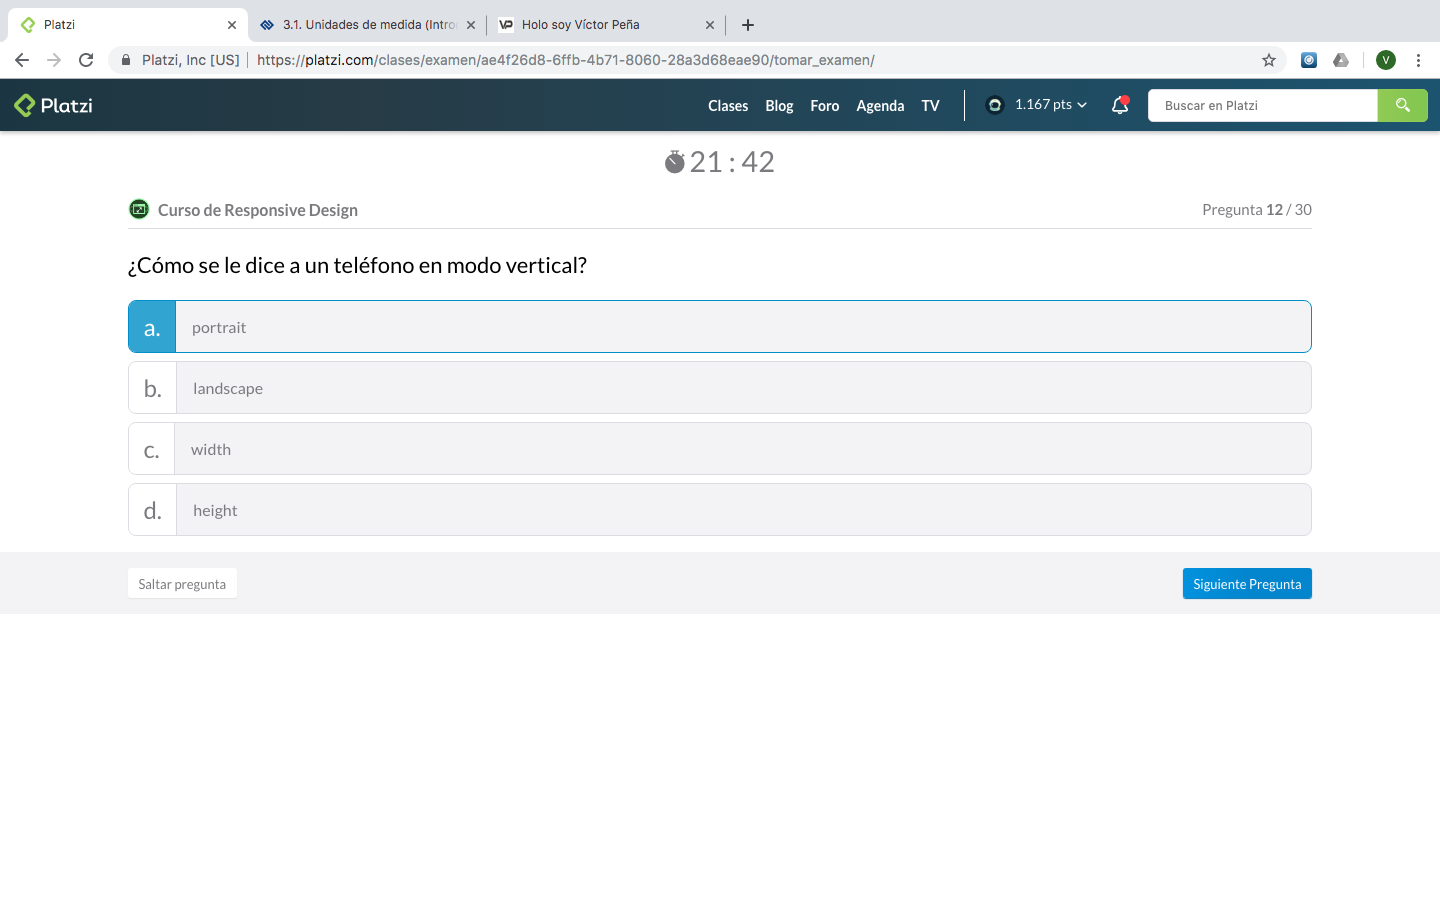 Platzi
3.1. Unidades de medida (Intro
Holo soy Víctor Peña
Platzi, Inc [US]
https://platzi.com/clases/examen/ae4f26d8-6ffb-4b71-8060-28a3d68eae90/tomar_examen/
V
Platzi
Clases
Blog
Foro
Agenda
TV
1.167 pts
Buscar en Platzi
21 : 42
Curso de Responsive Design
Pregunta 12 / 30
¿Cómo se le dice a un teléfono en modo vertical?
a. portrait
b. landscape
c. width
d. height
Saltar pregunta
Siguiente Pregunta